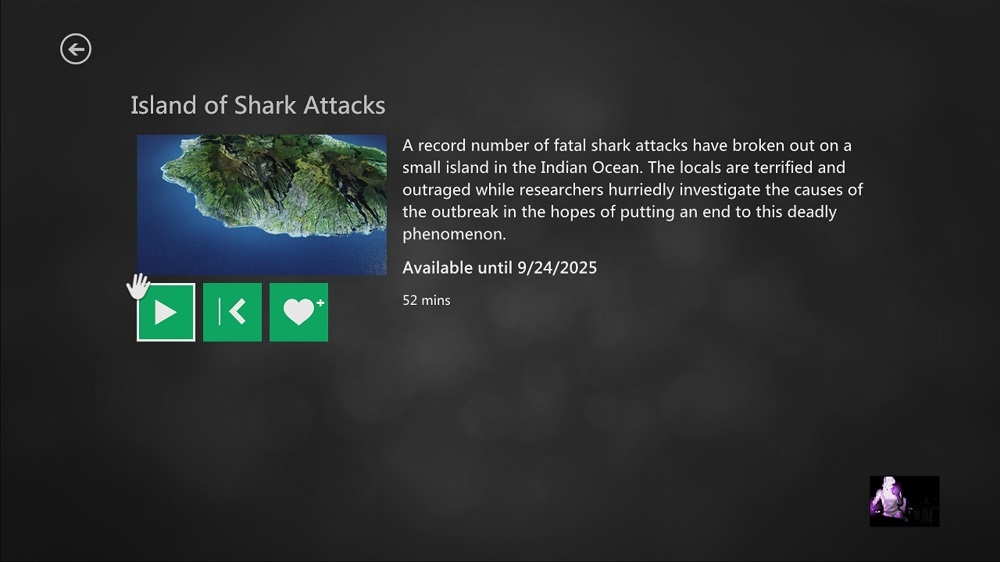 Island of Shark Attacks
A record number of fatal shark attacks have broken out on a
small island in the Indian Ocean. The locals are terrified and
outraged while researchers hurriedly investigate the causes of
the outbreak in the hopes of putting an end to this deadly
phenomenon.
Available until 9/24/2025
52 mins